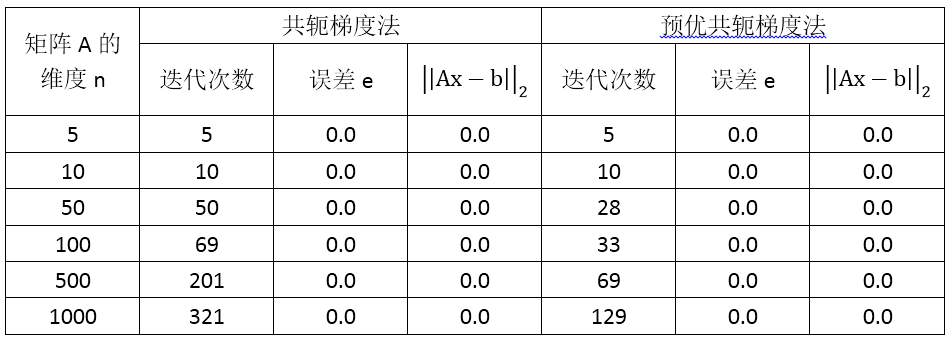 矩阵 A 的维度 n 共轭梯度法 预优共轭梯度法
迭代次数 误差 e ||Ax − b||₂ 迭代次数 误差 e ||Ax − b||₂
5 5 0.0 0.0 5 0.0 0.0
10 10 0.0 0.0 10 0.0 0.0
50 50 0.0 0.0 28 0.0 0.0
100 69 0.0 0.0 33 0.0 0.0
500 201 0.0 0.0 69 0.0 0.0
1000 321 0.0 0.0 129 0.0 0.0